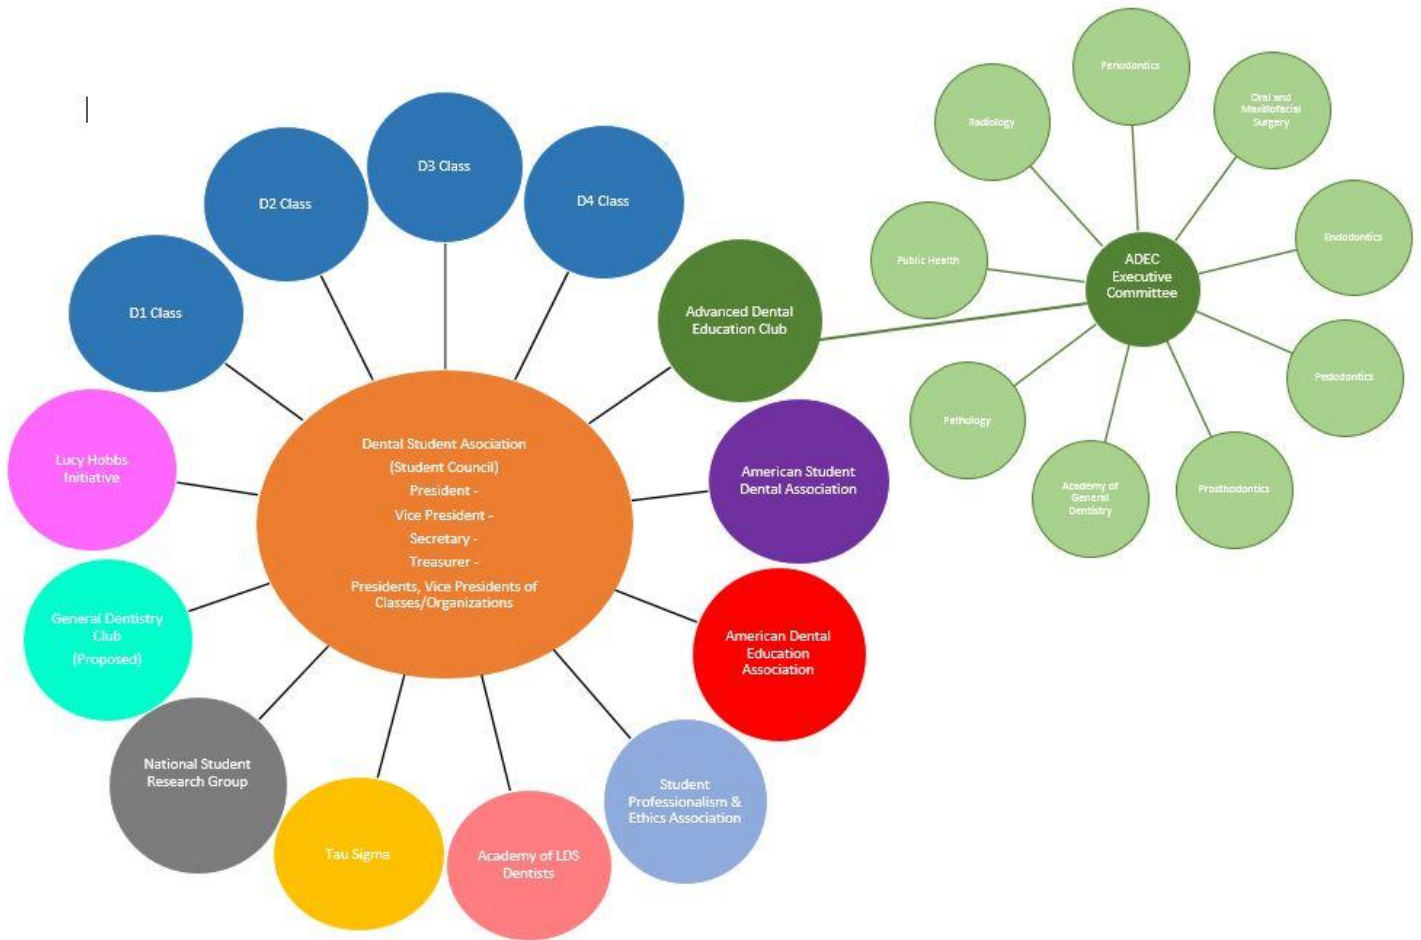 Periodontics
Oral and
Maxillofacial
Surgery
Radiology
D3 Class
D2 Class
D4 Class
Endodontics
Public Health
ADEC
Executive
Committee
D1 Class
Advanced Dental
Education Club
Pedodontics
Pathology
Academy of
General
Dentistry
Prosthodontics
Dental Student Asociation
(Student Council)
President -
Vice President -
Secretary -
Treasurer -
Presidents, Vice Presidents of
Classes/Organizations
Lucy Hobbs
Initiative
American Student
Dental Association
General Dentistry
Club
(Proposed)
American Dental
Education
Association
National Student
Research Group
Student
Professionalism &
Ethics Association
Tau Sigma
Academy of LDS
Dentists